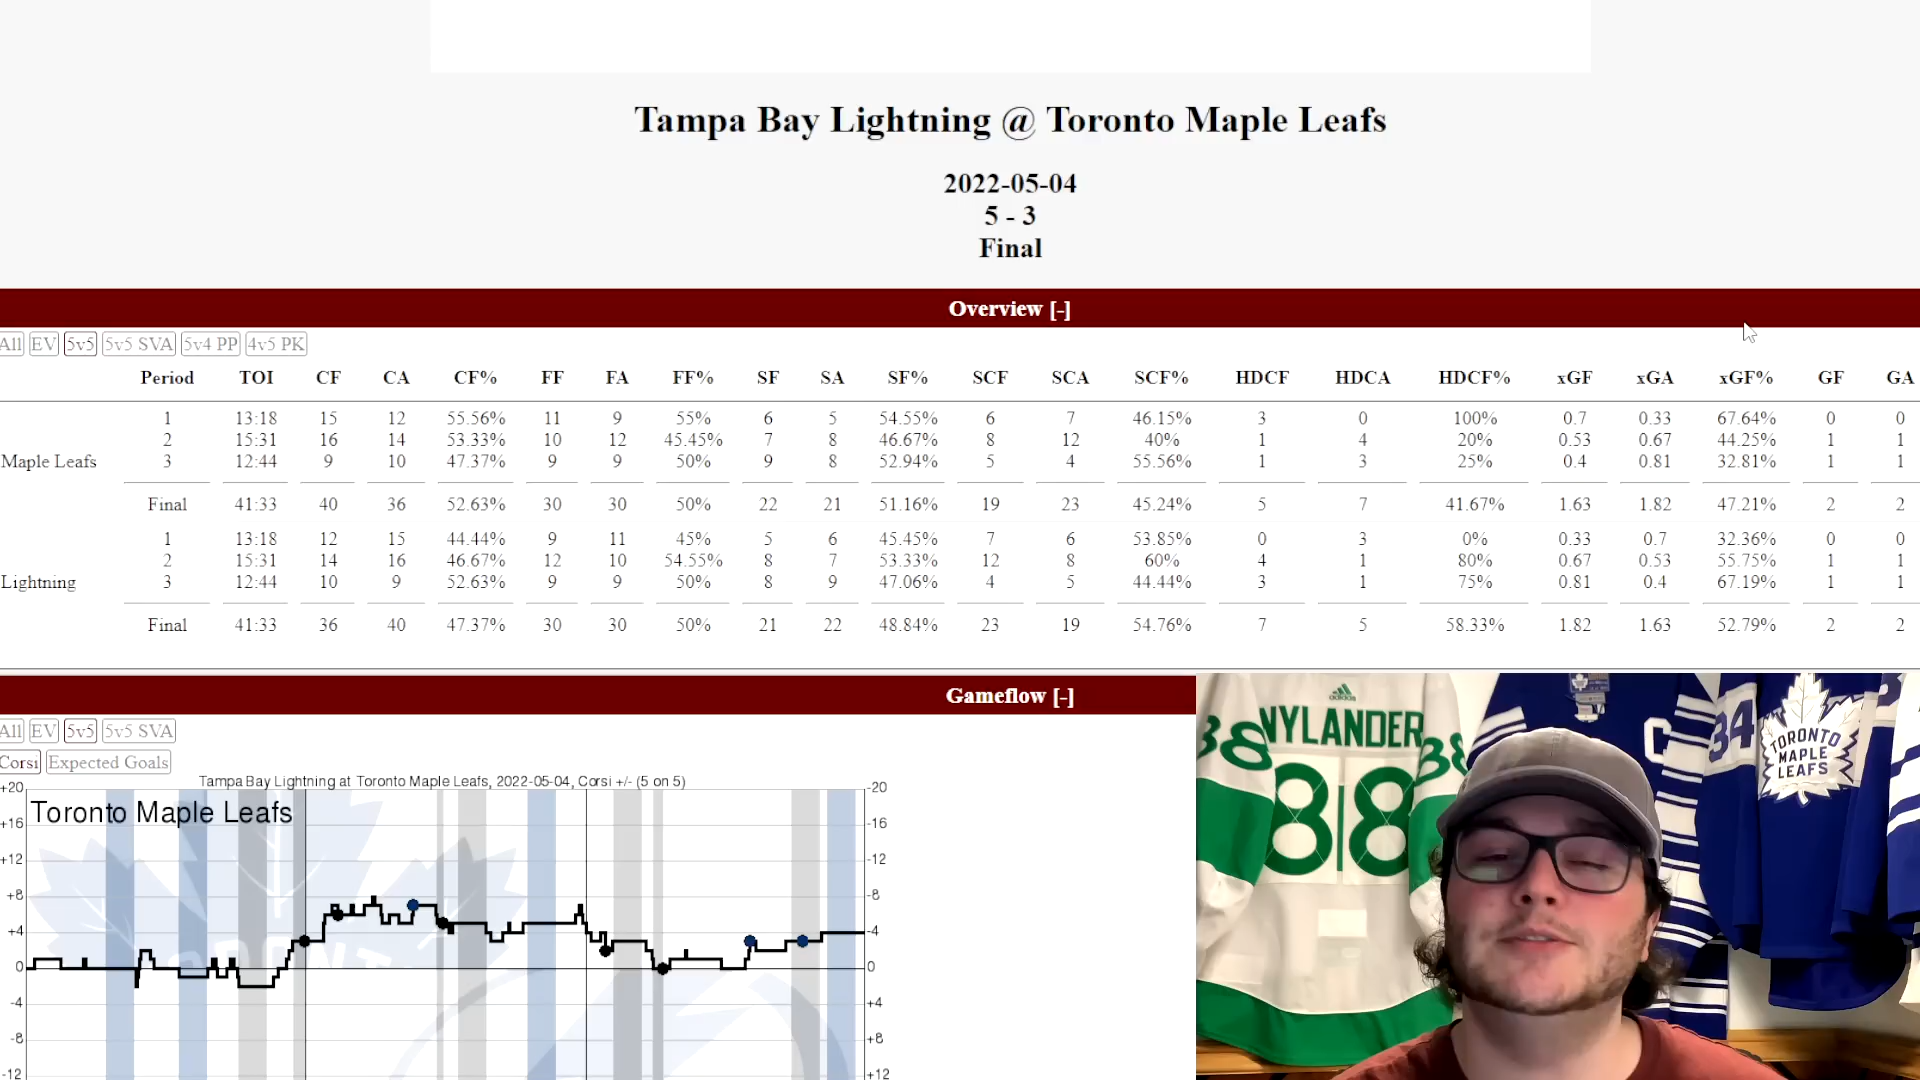 Tampa Bay Lightning @ Toronto Maple Leafs
2022-05-04
5 - 3
Final
Overview [-]
All EV 5v5 5v5 SVA 5v4 PP 4v5 PK
Period TOI CF CA CF% FF FA FF% SF SA SF% SCF SCA SCF% HDCF HDCA HDCF% xGF xGA xGF% GF GA
1 13:18 15 12 55.56% 11 9 55% 6 5 54.55% 6 7 46.15% 3 0 100% 0.7 0.33 67.64% 0 0
2 15:31 16 14 53.33% 10 12 45.45% 7 8 46.67% 8 12 40% 1 4 20% 0.53 0.67 44.25% 1 1
Maple Leafs 3 12:44 9 10 47.37% 9 9 50% 9 8 52.94% 5 4 55.56% 1 3 25% 0.4 0.81 32.81% 1 1
Final 41:33 40 36 52.63% 30 30 50% 22 21 51.16% 19 23 45.24% 5 7 41.67% 1.63 1.82 47.21% 2 2
1 13:18 12 15 44.44% 9 11 45% 5 6 45.45% 7 6 53.85% 0 3 0% 0.33 0.7 32.36% 0 0
2 15:31 14 16 46.67% 12 10 54.55% 8 7 53.33% 12 8 60% 4 1 80% 0.67 0.53 55.75% 1 1
Lightning 3 12:44 10 9 52.63% 9 9 50% 8 9 47.06% 4 5 44.44% 3 1 75% 0.81 0.4 67.19% 1 1
Final 41:33 36 40 47.37% 30 30 50% 21 22 48.84% 23 19 54.76% 7 5 58.33% 1.82 1.63 52.79% 2 2
Gameflow [-]
All EV 5v5 5v5 SVA
Corsi Expected Goals
Tampa Bay Lightning at Toronto Maple Leafs, 2022-05-04, Corsi +/- (5 on 5)
Toronto Maple Leafs
+20 -20
+16 -16
+12 -12
+8 -8
+4 -4
0 0
-4 +4
-8 +8
-12 +12
adidas
NYLANDER
88
88
88
C
34
TORONTO
MAPLE
LEAFS